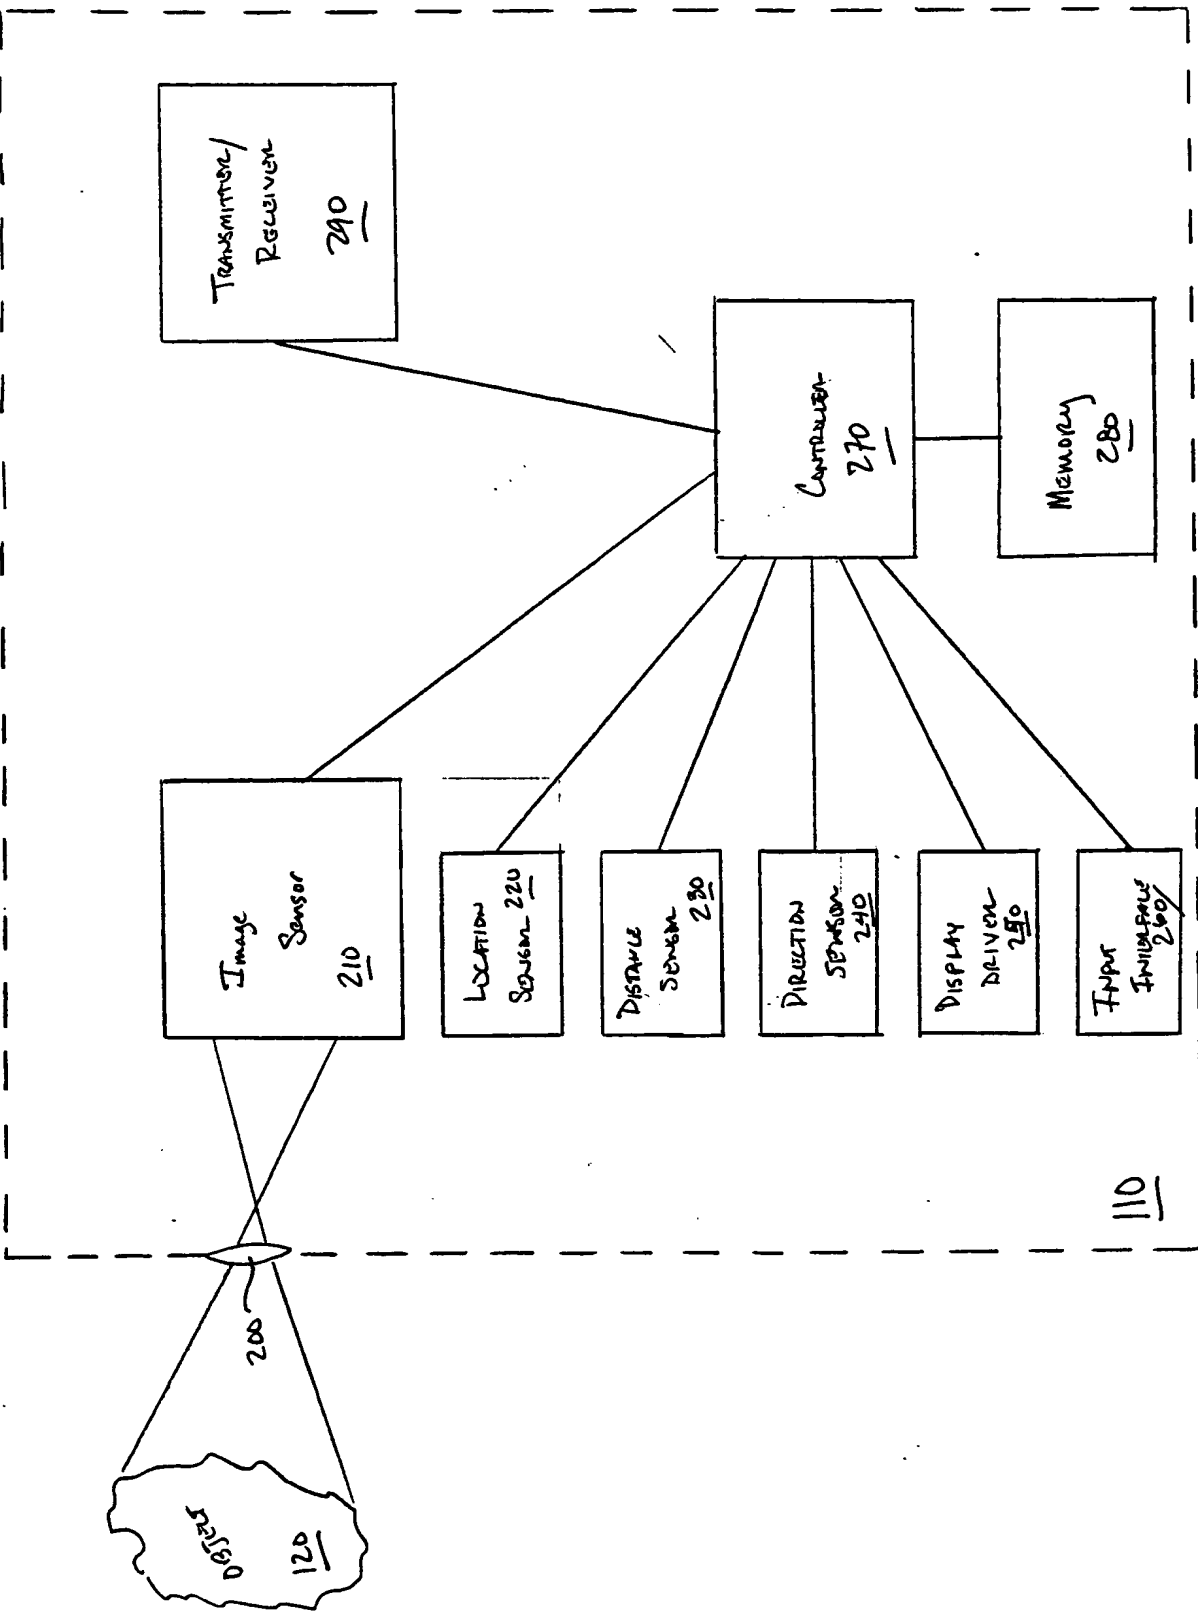 Object
120
200
Image
Sensor
210
Location
Sensor 220
Distance
Sensor
230
Direction
Sensor
240
Display
Driver
250
Input
Interface
260
Controller
270
Memory
280
Transmitter/
Receiver
290
110